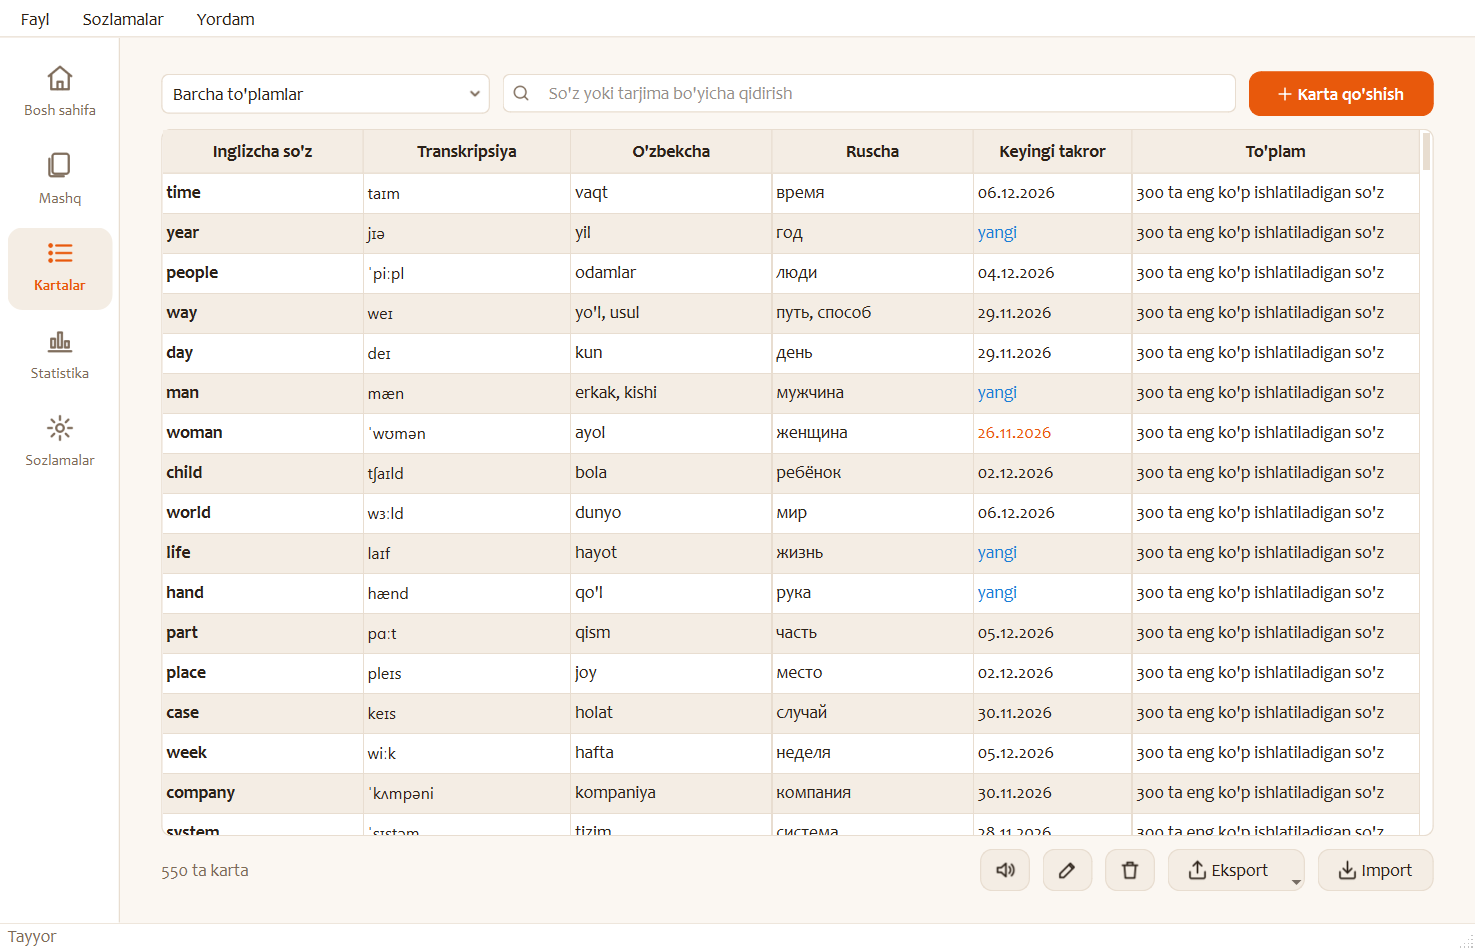 Fayl Sozlamalar Yordam
Bosh sahifa
Mashq
Kartalar
Statistika
Sozlamalar
Barcha to'plamlar So'z yoki tarjima bo'yicha qidirish + Karta qo'shish
Inglizcha so'z Transkripsiya O'zbekcha Ruscha Keyingi takror To'plam
time taɪm vaqt время 06.12.2026 300 ta eng ko'p ishlatiladigan so'z
year jɪə yil год yangi 300 ta eng ko'p ishlatiladigan so'z
people ˈpiːpl odamlar люди 04.12.2026 300 ta eng ko'p ishlatiladigan so'z
way weɪ yo'l, usul путь, способ 29.11.2026 300 ta eng ko'p ishlatiladigan so'z
day deɪ kun день 29.11.2026 300 ta eng ko'p ishlatiladigan so'z
man mæn erkak, kishi мужчина yangi 300 ta eng ko'p ishlatiladigan so'z
woman ˈwʊmən ayol женщина 26.11.2026 300 ta eng ko'p ishlatiladigan so'z
child tʃaɪld bola ребёнок 02.12.2026 300 ta eng ko'p ishlatiladigan so'z
world wɜːld dunyo мир 06.12.2026 300 ta eng ko'p ishlatiladigan so'z
life laɪf hayot жизнь yangi 300 ta eng ko'p ishlatiladigan so'z
hand hænd qo'l рука yangi 300 ta eng ko'p ishlatiladigan so'z
part pɑːt qism часть 05.12.2026 300 ta eng ko'p ishlatiladigan so'z
place pleɪs joy место 02.12.2026 300 ta eng ko'p ishlatiladigan so'z
case keɪs holat случай 30.11.2026 300 ta eng ko'p ishlatiladigan so'z
week wiːk hafta неделя 05.12.2026 300 ta eng ko'p ishlatiladigan so'z
company ˈkʌmpəni kompaniya компания 30.11.2026 300 ta eng ko'p ishlatiladigan so'z
system ˈsɪstəm tizim система 28.11.2026 300 ta eng ko'p ishlatiladigan so'z
550 ta karta Eksport Import
Tayyor